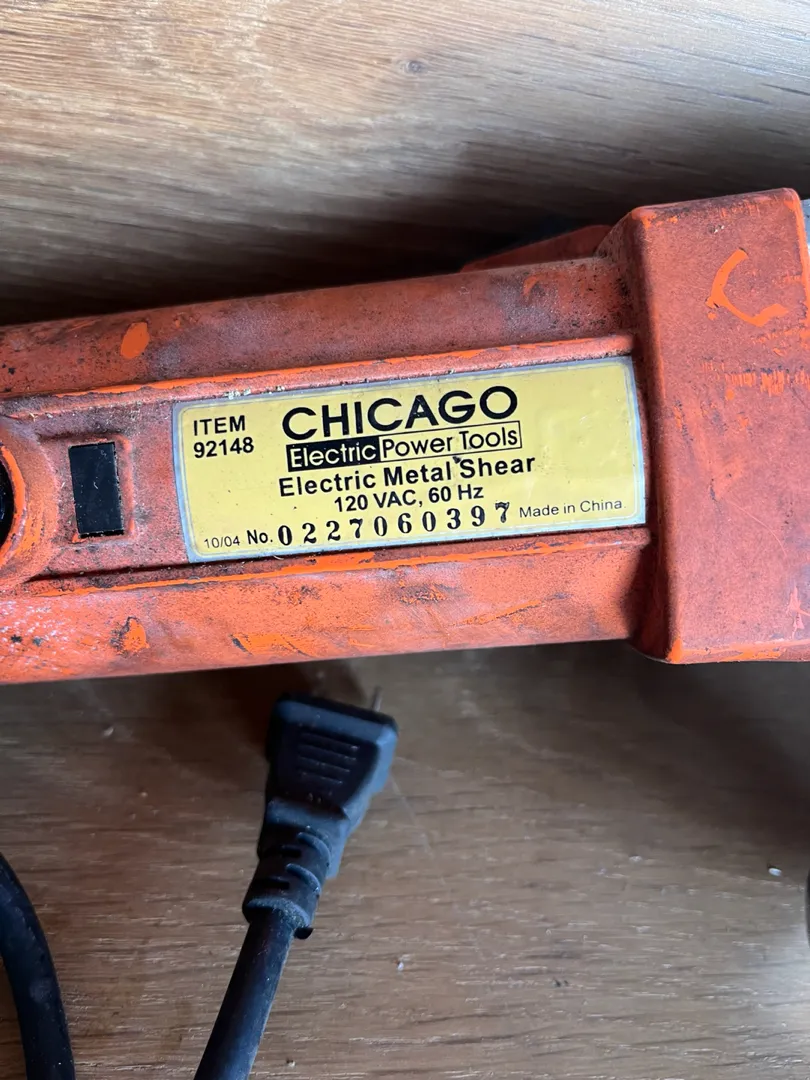 ITEM
92148
CHICAGO
Electric Power Tools
Electric Metal Shear
120 VAC, 60 Hz
10/04 No. 0227060397 Made in China